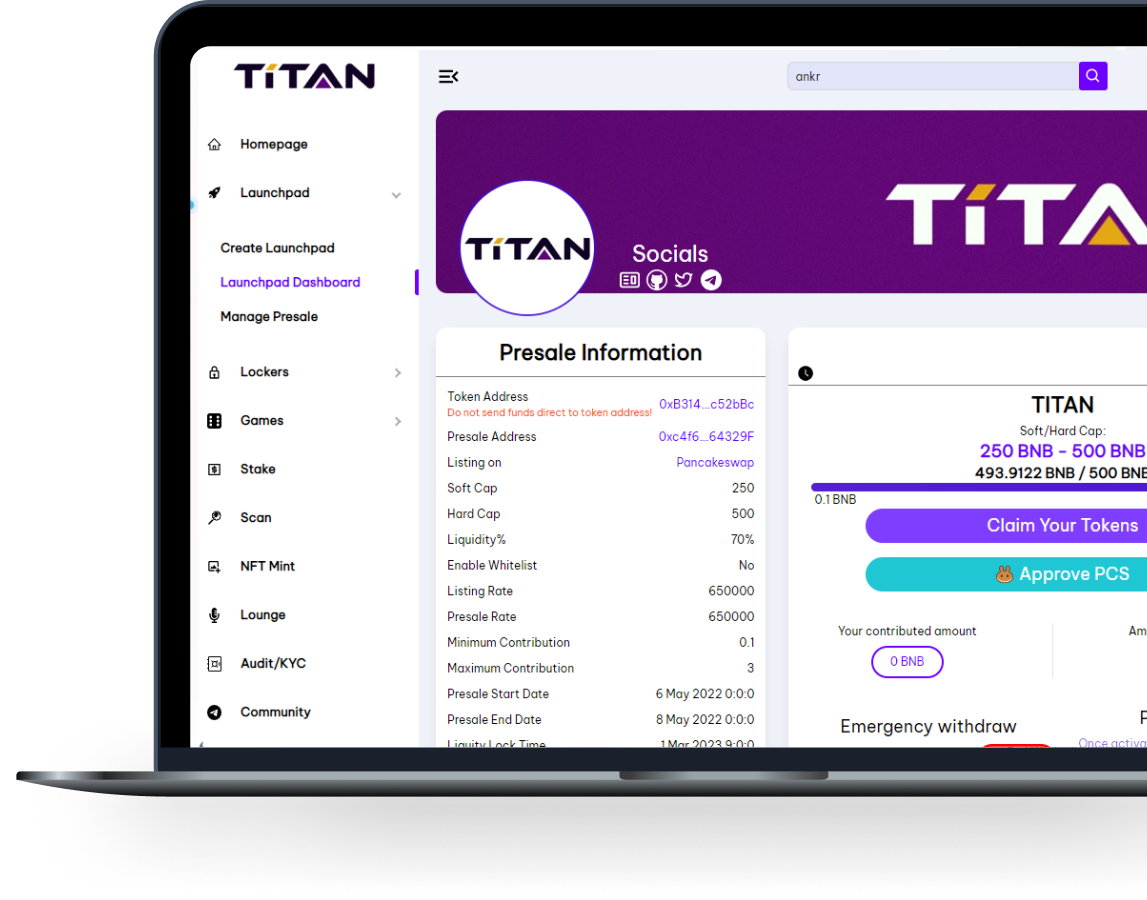 TITAN
ankr
Homepage
Launchpad
Create Launchpad
Launchpad Dashboard
Manage Presale
Lockers
Games
Stake
Scan
NFT Mint
Lounge
Audit/KYC
Community
TITA
TITAN
Socials
Presale Information
Token Address
Do not send funds direct to token address!
0xB314...c52bBc
Presale Address 0xc4f6...64329F
Listing on Pancakeswap
Soft Cap 250
Hard Cap 500
Liquidity% 70%
Enable Whitelist No
Listing Rate 650000
Presale Rate 650000
Minimum Contribution 0.1
Maximum Contribution 3
Presale Start Date 6 May 2022 0:0:0
Presale End Date 8 May 2022 0:0:0
Liquity Lock Time 1 Mar 2023 9:0:0
TITAN
Soft/Hard Cap:
250 BNB - 500 BNB
493.9122 BNB / 500 BNB
0.1 BNB
Claim Your Tokens
Approve PCS
Your contributed amount
Am
0 BNB
Emergency withdraw
Once activa